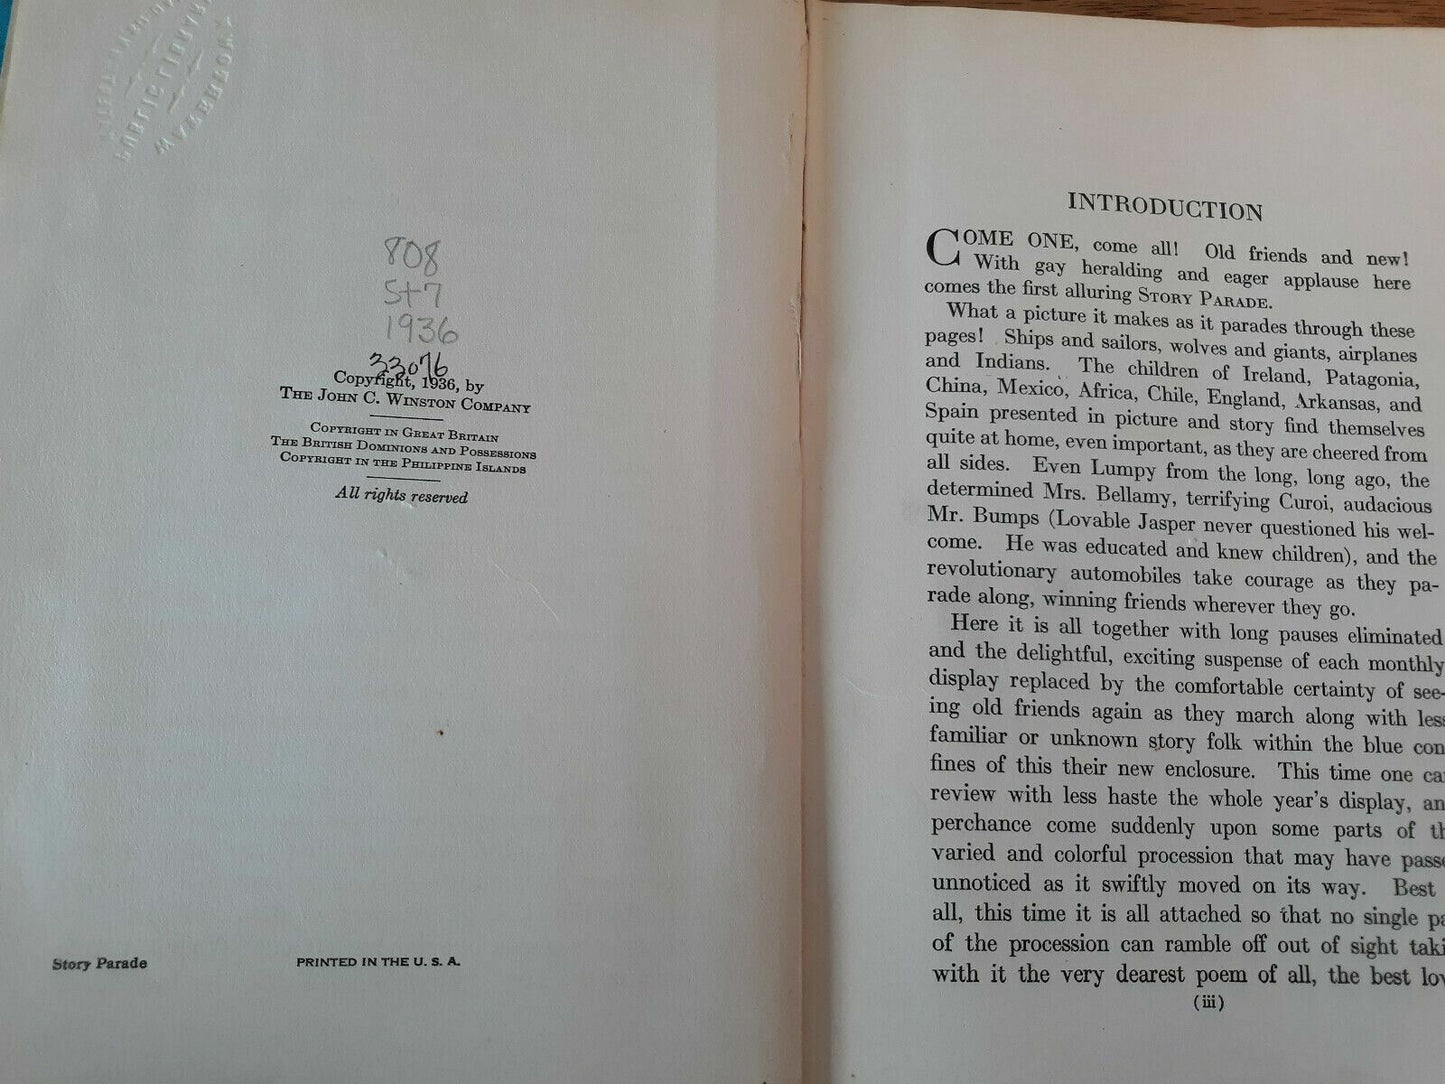 PUBLIC LIBRARY
808
St7
1936
33076
Copyright, 1936, by
THE JOHN C. WINSTON COMPANY
COPYRIGHT IN GREAT BRITAIN
THE BRITISH DOMINIONS AND POSSESSIONS
COPYRIGHT IN THE PHILIPPINE ISLANDS
All rights reserved
Story Parade
PRINTED IN THE U. S. A.
INTRODUCTION
COME ONE, come all! Old friends and new!
With gay heralding and eager applause here
comes the first alluring STORY PARADE.
What a picture it makes as it parades through these
pages! Ships and sailors, wolves and giants, airplanes
and Indians. The children of Ireland, Patagonia,
China, Mexico, Africa, Chile, England, Arkansas, and
Spain presented in picture and story find themselves
quite at home, even important, as they are cheered from
all sides. Even Lumpy from the long, long ago, the
determined Mrs. Bellamy, terrifying Curoi, audacious
Mr. Bumps (Lovable Jasper never questioned his wel-
come. He was educated and knew children), and the
revolutionary automobiles take courage as they pa-
rade along, winning friends wherever they go.
Here it is all together with long pauses eliminated
and the delightful, exciting suspense of each monthly
display replaced by the comfortable certainty of see-
ing old friends again as they march along with less
familiar or unknown story folk within the blue con
fines of this their new enclosure. This time one ca
review with less haste the whole year's display, an
perchance come suddenly upon some parts of th
varied and colorful procession that may have passe
unnoticed as it swiftly moved on its way. Best
all, this time it is all attached so that no single pa
of the procession can ramble off out of sight taki
with it the very dearest poem of all, the best lov
(iii)